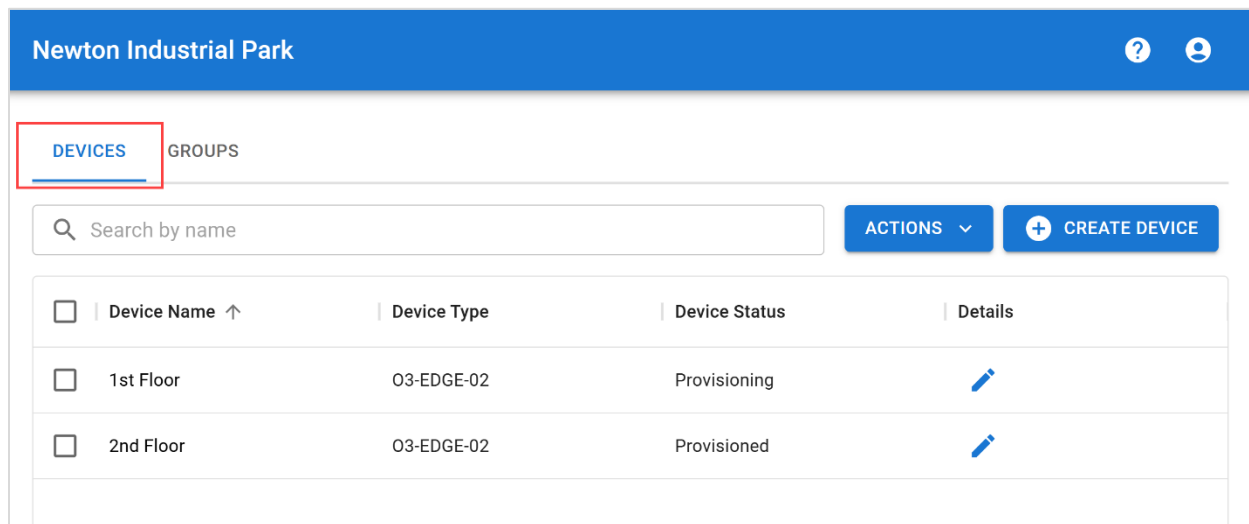 Newton Industrial Park
DEVICES GROUPS
Search by name ACTIONS CREATE DEVICE
Device Name Device Type Device Status Details
1st Floor O3-EDGE-02 Provisioning
2nd Floor O3-EDGE-02 Provisioned